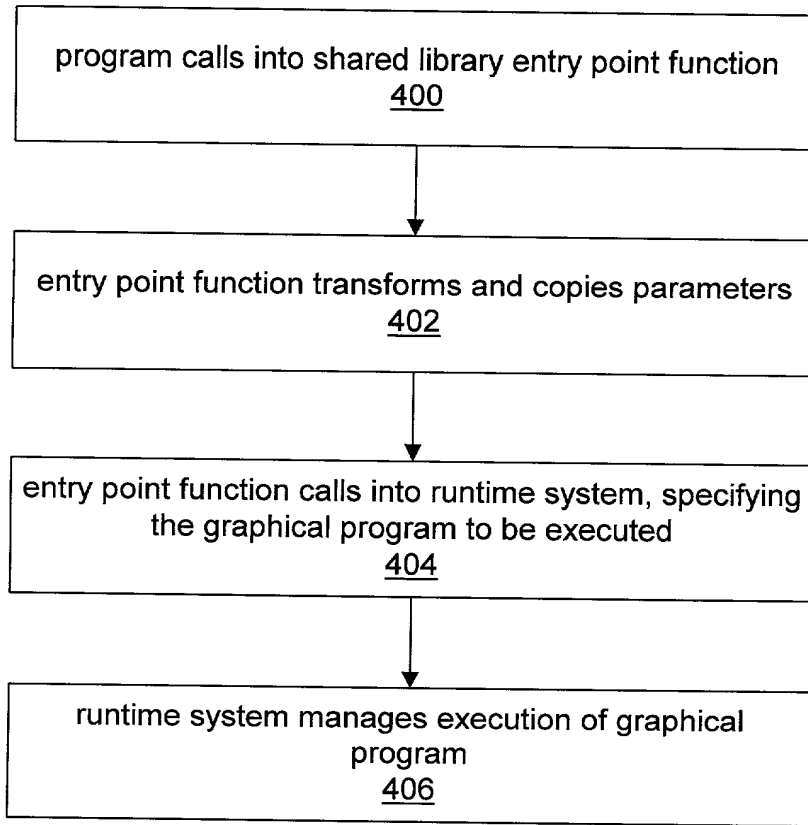 program calls into shared library entry point function
400
entry point function transforms and copies parameters
402
entry point function calls into runtime system, specifying
the graphical program to be executed
404
runtime system manages execution of graphical
program
406